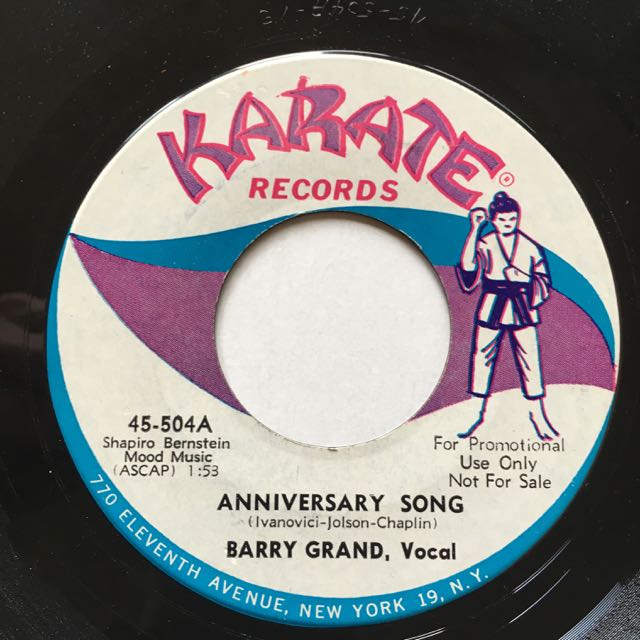 KARATE
RECORDS
45-504A
Shapiro Bernstein
Mood Music
(ASCAP) 1:53
For Promotional
Use Only
Not For Sale
ANNIVERSARY SONG
(Ivanovici-Jolson-Chaplin)
BARRY GRAND, Vocal
770 ELEVENTH AVENUE, NEW YORK 19, N.Y.